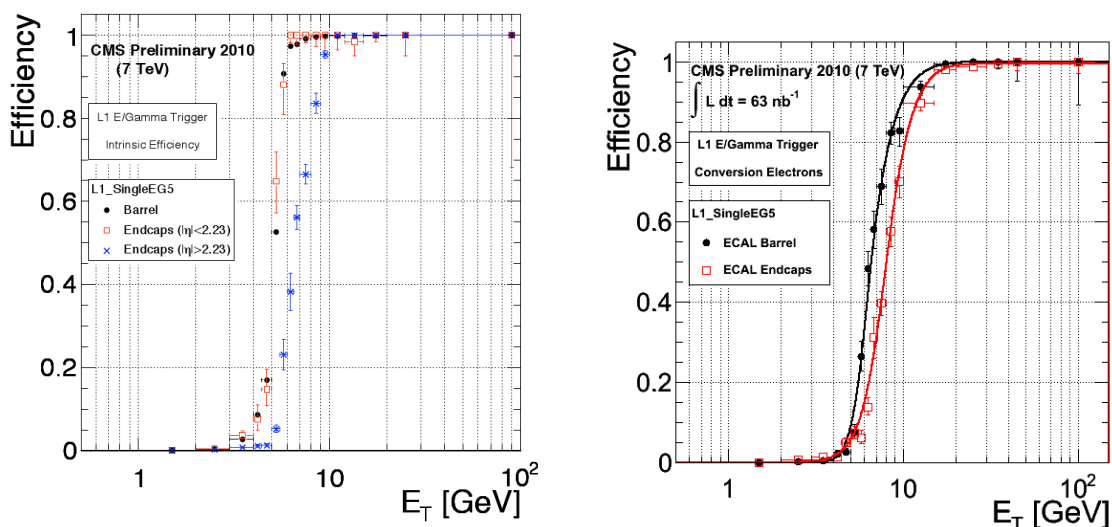 Efficiency
1
0.8
0.6
0.4
0.2
0
CMS Preliminary 2010
(7 TeV)
L1 E/Gamma Trigger
Intrinsic Efficiency
L1_SingleEG5
Barrel
Endcaps (|η|<2.23)
Endcaps (|η|>2.23)
1
10
10²
E_T [GeV]
Efficiency
1
0.8
0.6
0.4
0.2
0
CMS Preliminary 2010 (7 TeV)
∫ L dt = 63 nb⁻¹
L1 E/Gamma Trigger
Conversion Electrons
L1_SingleEG5
ECAL Barrel
ECAL Endcaps
1
10
10²
E_T [GeV]